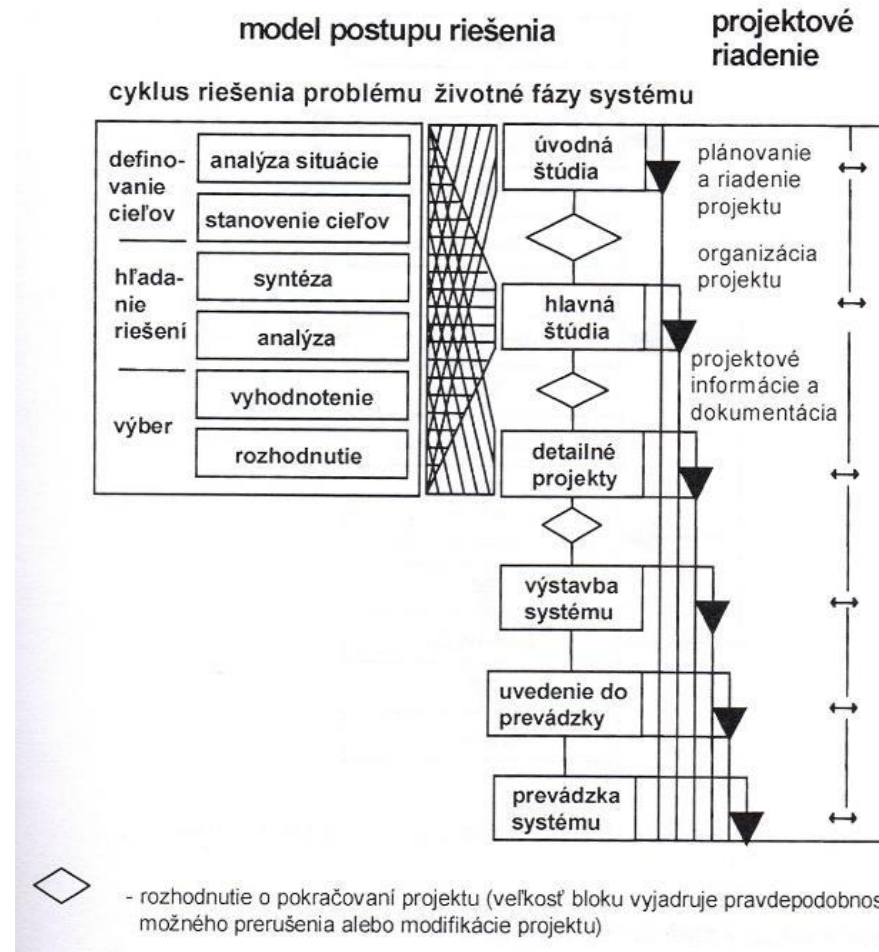 model postupu riešenia
projektové
riadenie
cyklus riešenia problému
životné fázy systému
defino-
vanie
cieľov
analýza situácie
stanovenie cieľov
hľada-
nie
riešení
syntéza
analýza
výber
vyhodnotenie
rozhodnutie
úvodná
štúdia
hlavná
štúdia
detailné
projekty
výstavba
systému
uvedenie do
prevádzky
prevádzka
systému
plánovanie
a riadenie
projektu
organizácia
projektu
projektové
informácie a
dokumentácia
- rozhodnutie o pokračovaní projektu (veľkosť bloku vyjadruje pravdepodobnos
možného prerušenia alebo modifikácie projektu)